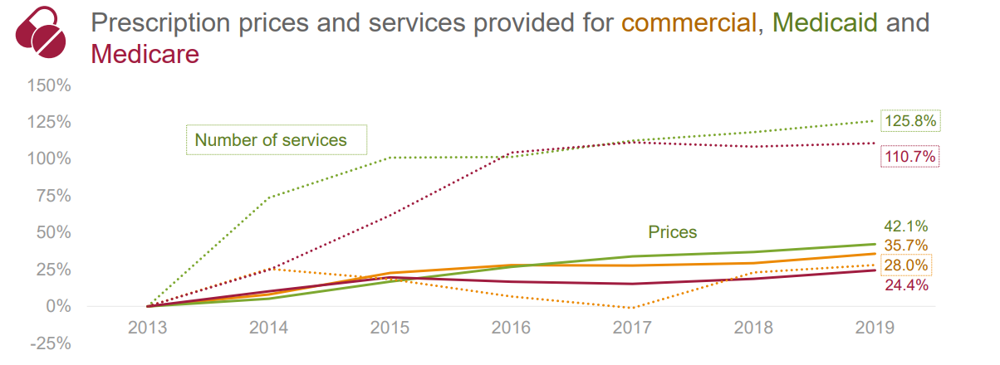 Prescription prices and services provided for commercial, Medicaid and
Medicare
150%
125%
100%
75%
50%
25%
0%
-25%
Number of services
Prices
125.8%
110.7%
42.1%
35.7%
28.0%
24.4%
2013 2014 2015 2016 2017 2018 2019